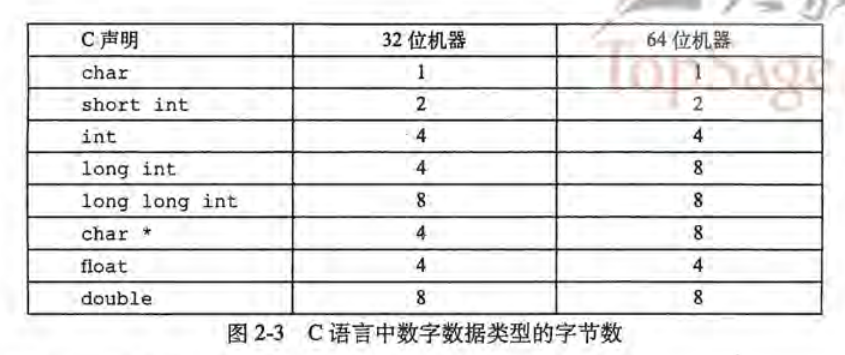 C 声明 32 位机器 64 位机器
char 1 1
short int 2 2
int 4 4
long int 4 8
long long int 8 8
char * 4 8
float 4 4
double 8 8
图 2-3 C 语言中数字数据类型的字节数
TopSage